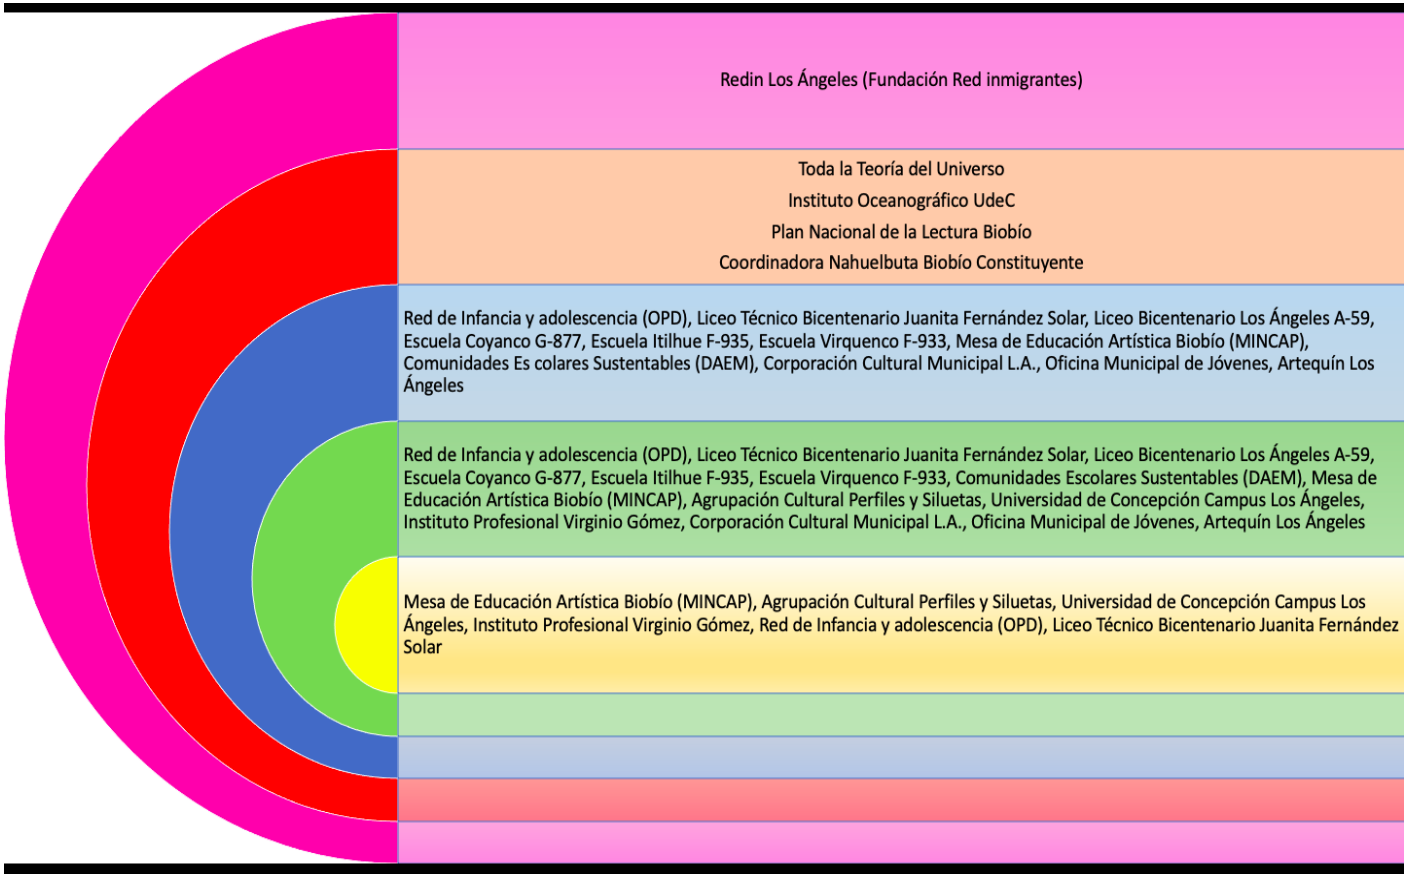 Redin Los Ángeles (Fundación Red inmigrantes)
Toda la Teoría del Universo
Instituto Oceanográfico UdeC
Plan Nacional de la Lectura Biobío
Coordinadora Nahuelbuta Biobío Constituyente
Red de Infancia y adolescencia (OPD), Liceo Técnico Bicentenario Juanita Fernández Solar, Liceo Bicentenario Los Ángeles A-59,
Escuela Coyanco G-877, Escuela Itilhue F-935, Escuela Virquenco F-933, Mesa de Educación Artística Biobío (MINCAP),
Comunidades Es colares Sustentables (DAEM), Corporación Cultural Municipal L.A., Oficina Municipal de Jóvenes, Artequín Los
Ángeles
Red de Infancia y adolescencia (OPD), Liceo Técnico Bicentenario Juanita Fernández Solar, Liceo Bicentenario Los Ángeles A-59,
Escuela Coyanco G-877, Escuela Itilhue F-935, Escuela Virquenco F-933, Comunidades Escolares Sustentables (DAEM), Mesa de
Educación Artística Biobío (MINCAP), Agrupación Cultural Perfiles y Siluetas, Universidad de Concepción Campus Los Ángeles,
Instituto Profesional Virginio Gómez, Corporación Cultural Municipal L.A., Oficina Municipal de Jóvenes, Artequín Los Ángeles
Mesa de Educación Artística Biobío (MINCAP), Agrupación Cultural Perfiles y Siluetas, Universidad de Concepción Campus Los
Ángeles, Instituto Profesional Virginio Gómez, Red de Infancia y adolescencia (OPD), Liceo Técnico Bicentenario Juanita Fernández
Solar